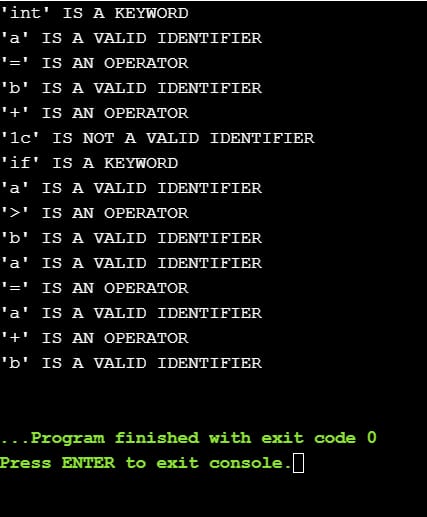 'int' IS A KEYWORD
'a' IS A VALID IDENTIFIER
'=' IS AN OPERATOR
'b' IS A VALID IDENTIFIER
'+' IS AN OPERATOR
'1c' IS NOT A VALID IDENTIFIER
'if' IS A KEYWORD
'a' IS A VALID IDENTIFIER
'>' IS AN OPERATOR
'b' IS A VALID IDENTIFIER
'a' IS A VALID IDENTIFIER
'=' IS AN OPERATOR
'a' IS A VALID IDENTIFIER
'+' IS AN OPERATOR
'b' IS A VALID IDENTIFIER
...Program finished with exit code 0
Press ENTER to exit console.